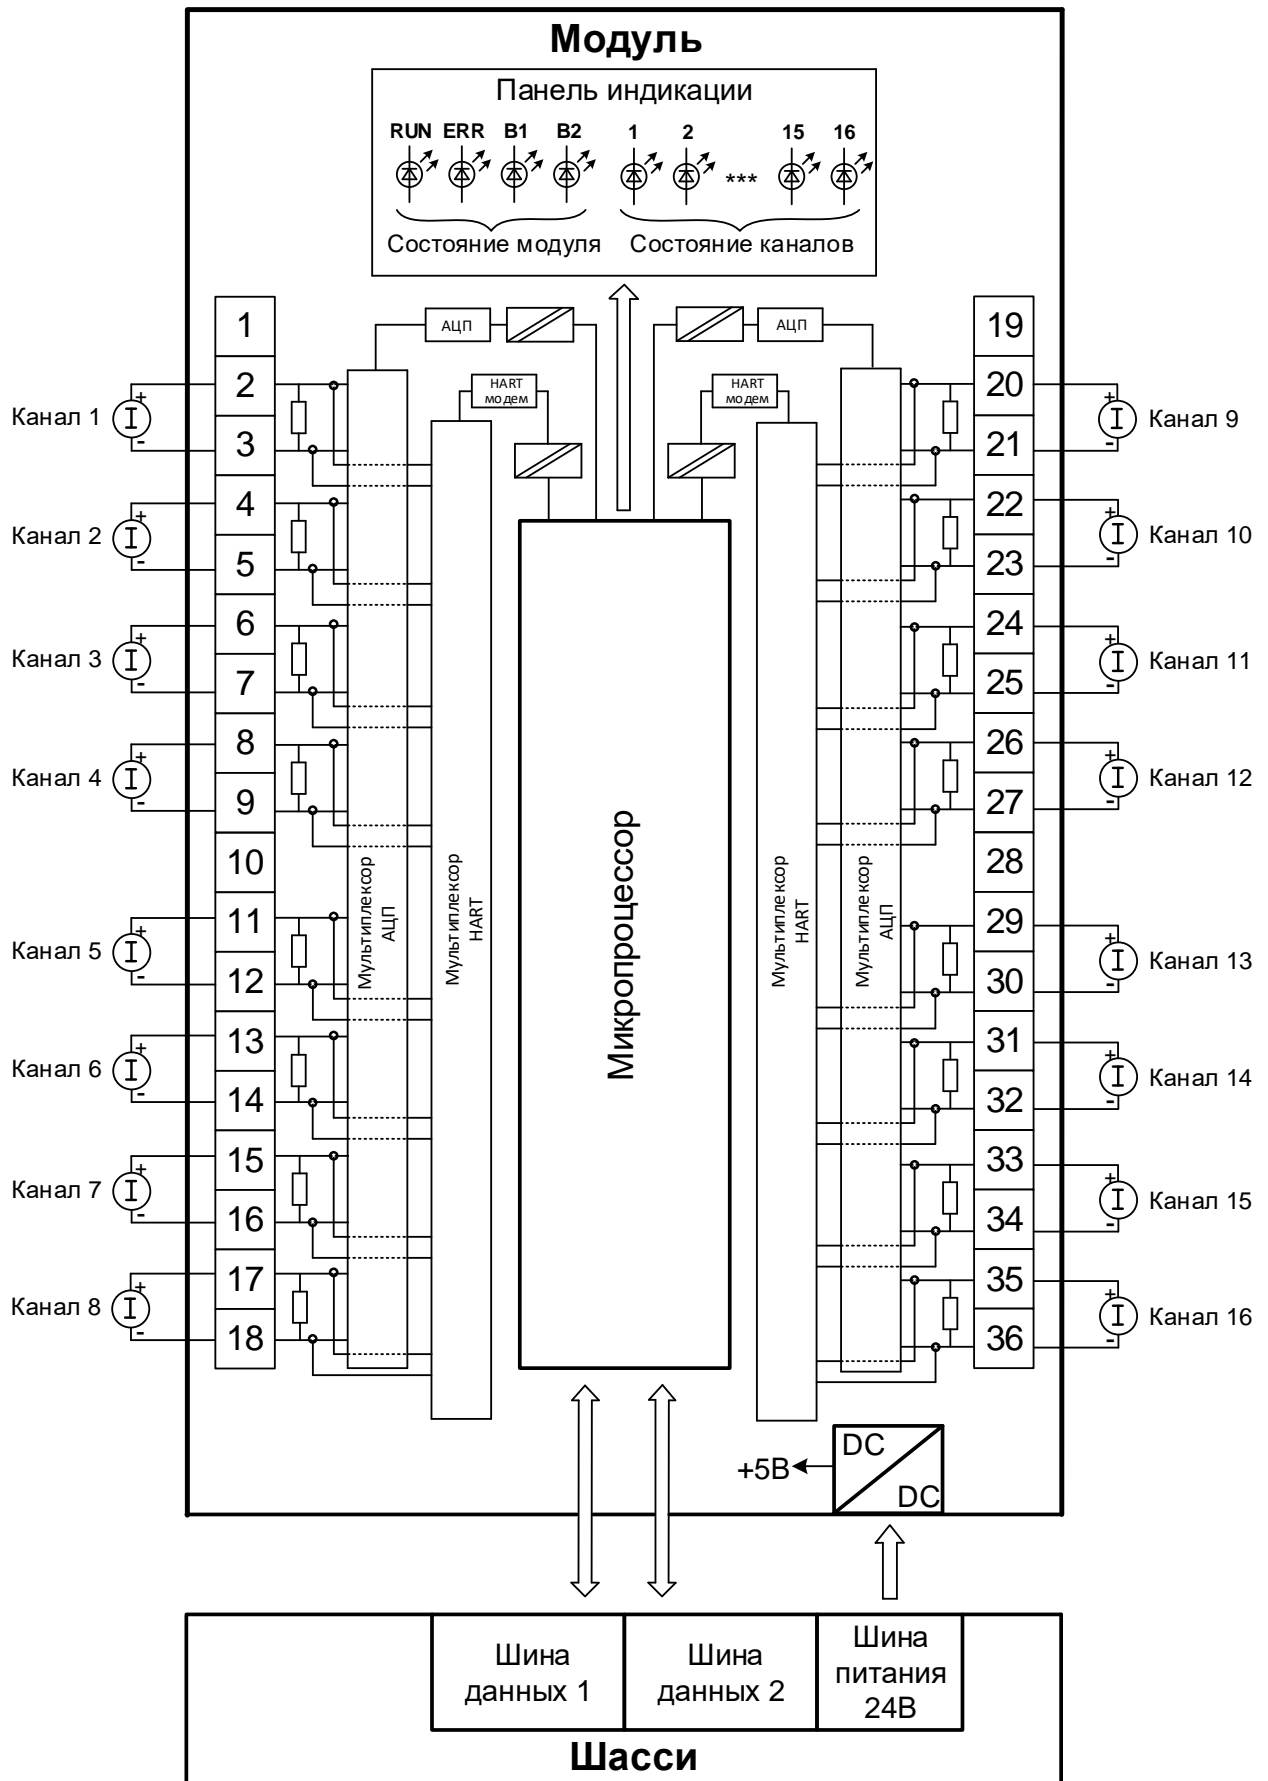 Модуль
Панель индикации
RUN ERR B1 B2 1 2 *** 15 16
Состояние модуля Состояние каналов
АЦП
АЦП
HART
модем
HART
модем
Канал 1
+
I
-
Канал 2
+
I
-
Канал 3
+
I
-
Канал 4
+
I
-
Канал 5
+
I
-
Канал 6
+
I
-
Канал 7
+
I
-
Канал 8
+
I
-
1
2
3
4
5
6
7
8
9
10
11
12
13
14
15
16
17
18
Мультиплексор
АЦП
Мультиплексор
HART
Микропроцессор
Мультиплексор
HART
Мультиплексор
АЦП
19
20
21
22
23
24
25
26
27
28
29
30
31
32
33
34
35
36
+
I
-
Канал 9
+
I
-
Канал 10
+
I
-
Канал 11
+
I
-
Канал 12
+
I
-
Канал 13
+
I
-
Канал 14
+
I
-
Канал 15
+
I
-
Канал 16
+5В
DC
DC
Шина
данных 1
Шина
данных 2
Шина
питания
24В
Шасси